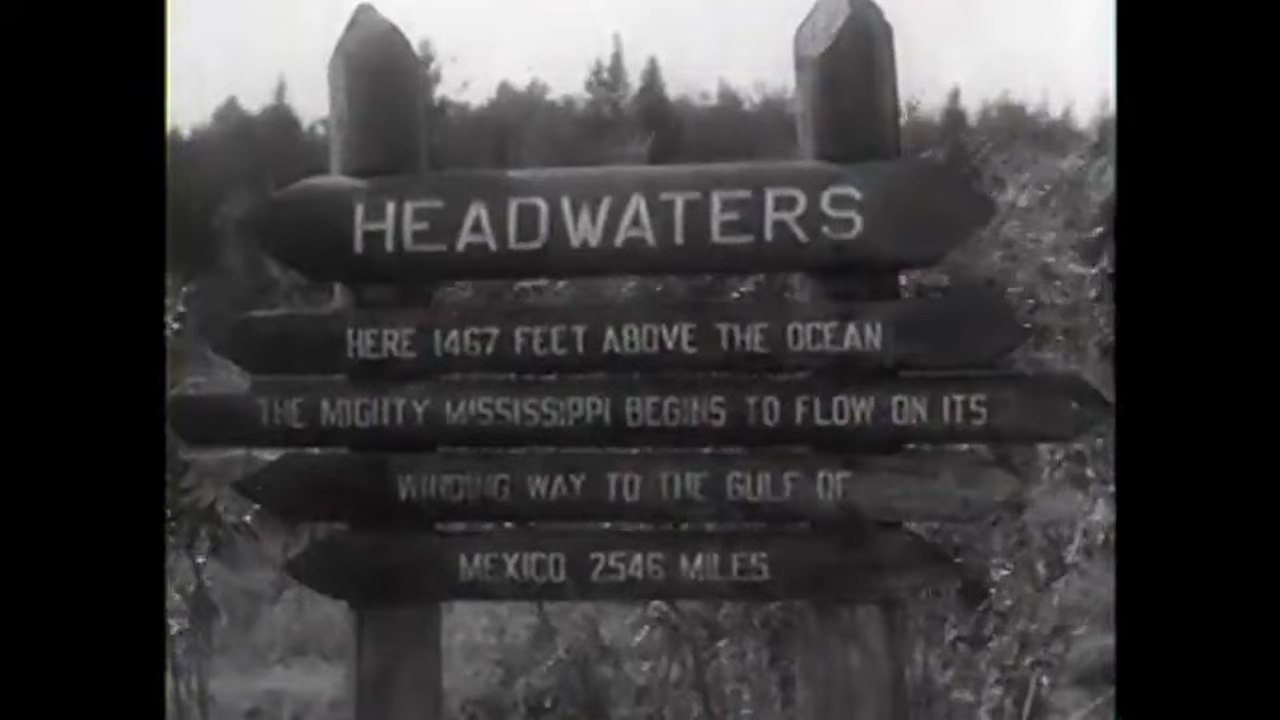 HEADWATERS
HERE 1467 FEET ABOVE THE OCEAN
THE MIGHTY MISSISSIPPI BEGINS TO FLOW ON ITS
WINDING WAY TO THE GULF OF
MEXICO 2546 MILES